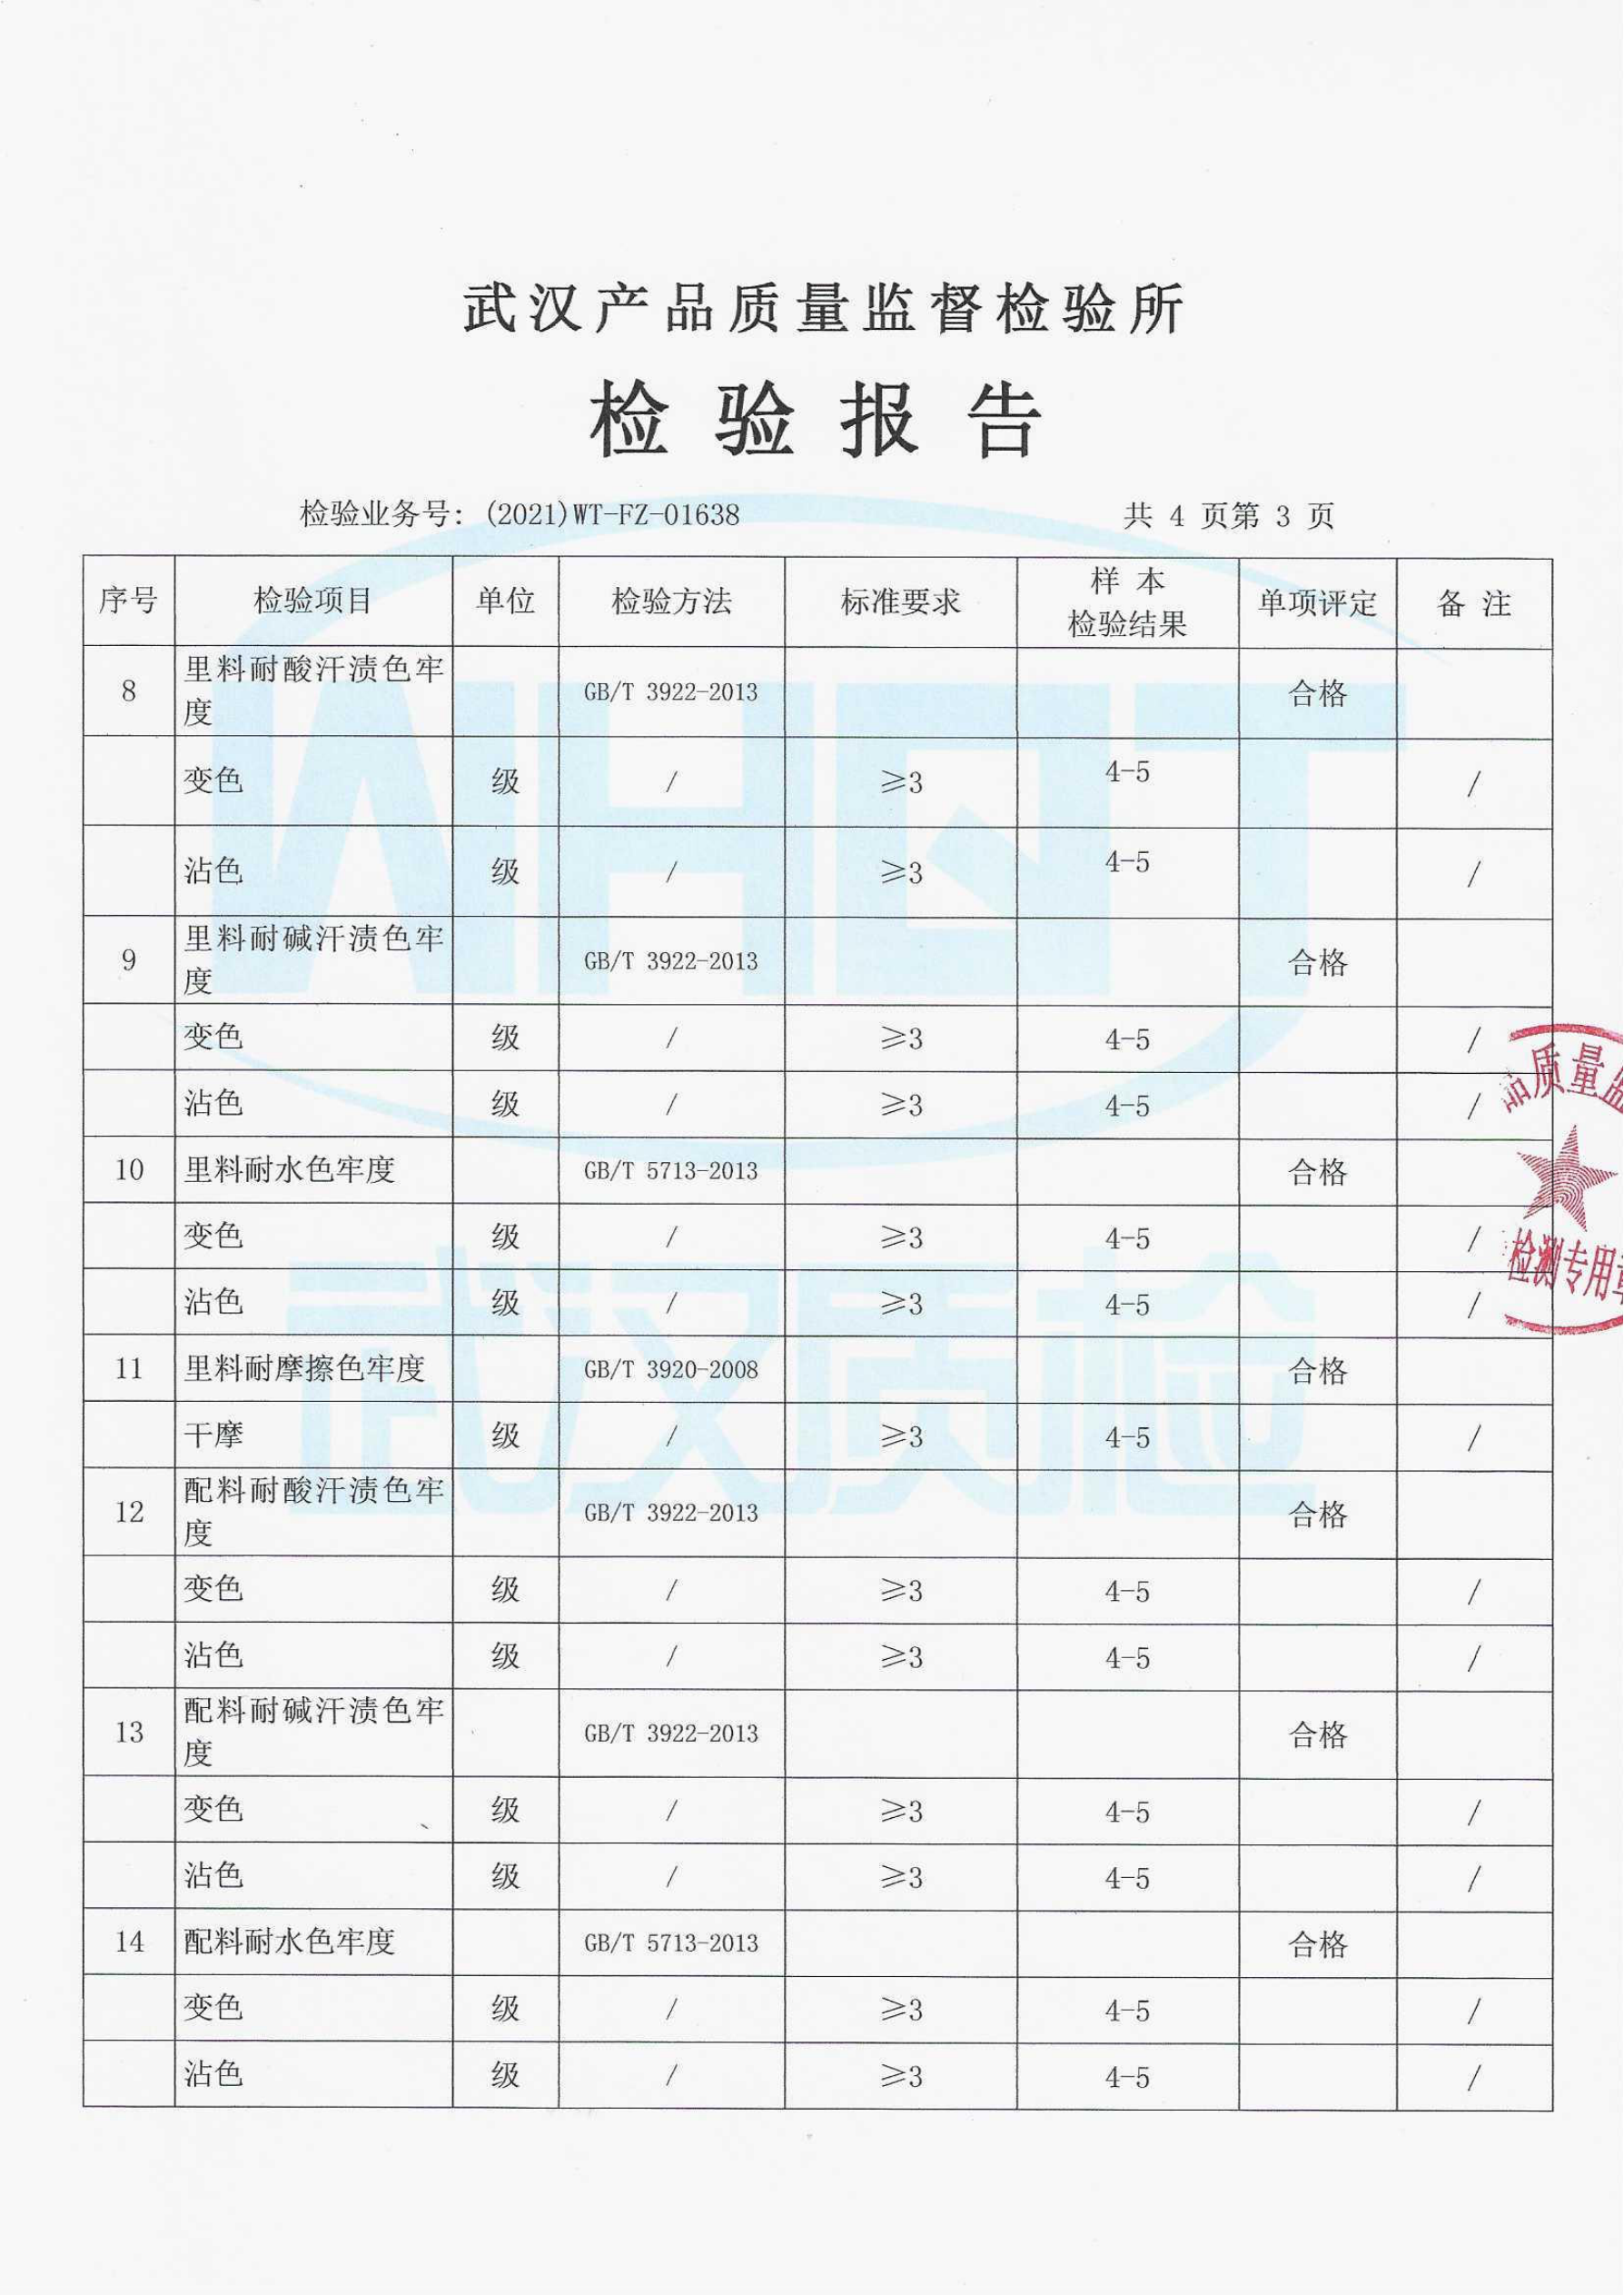 武汉产品质量监督检验所
检验报告
检验业务号: (2021)WT-FZ-01638 共 4 页第 3 页
序号 检验项目 单位 检验方法 标准要求 样 本 检验结果 单项评定 备 注
8 里料耐酸汗渍色牢度 GB/T 3922-2013 合格
变色 级 / ≥3 4-5 /
沾色 级 / ≥3 4-5 /
9 里料耐碱汗渍色牢度 GB/T 3922-2013 合格
变色 级 / ≥3 4-5 /
沾色 级 / ≥3 4-5 /
10 里料耐水色牢度 GB/T 5713-2013 合格
变色 级 / ≥3 4-5 /
沾色 级 / ≥3 4-5 /
11 里料耐摩擦色牢度 GB/T 3920-2008 合格
干摩 级 / ≥3 4-5 /
12 配料耐酸汗渍色牢度 GB/T 3922-2013 合格
变色 级 / ≥3 4-5 /
沾色 级 / ≥3 4-5 /
13 配料耐碱汗渍色牢度 GB/T 3922-2013 合格
变色 级 / ≥3 4-5 /
沾色 级 / ≥3 4-5 /
14 配料耐水色牢度 GB/T 5713-2013 合格
变色 级 / ≥3 4-5 /
沾色 级 / ≥3 4-5 /
WHQT
武汉质检
品质量监
检测专用章